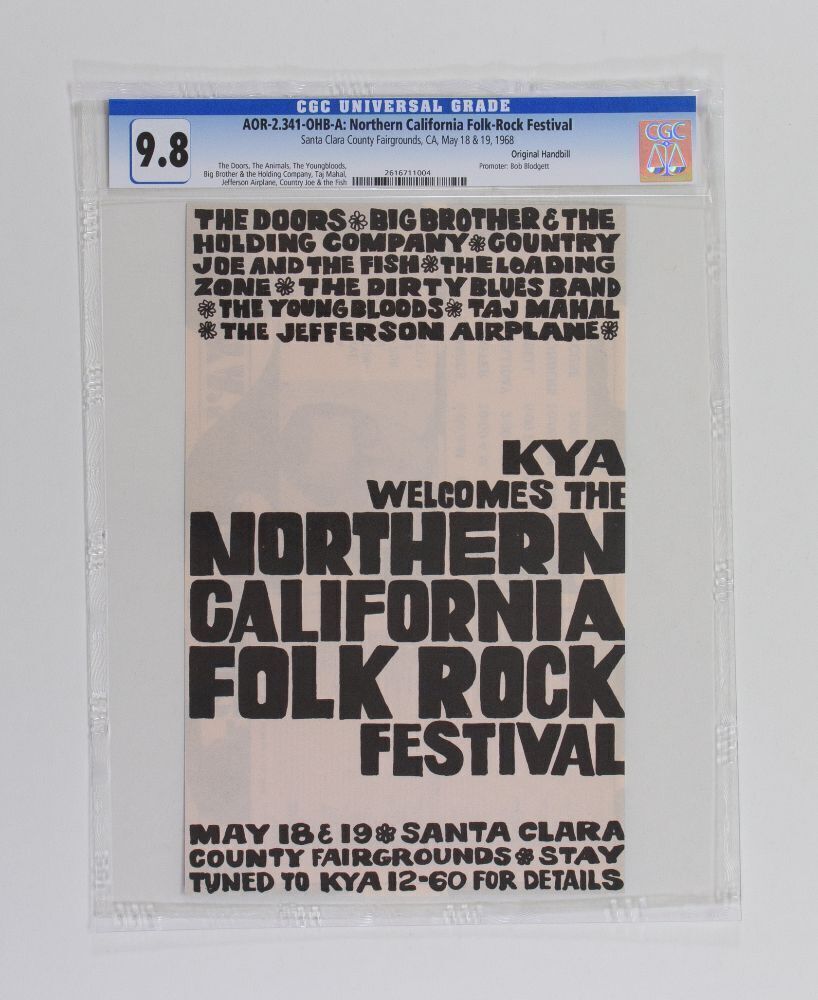 CGC UNIVERSAL GRADE
9.8
AOR-2.341-OHB-A: Northern California Folk-Rock Festival
Santa Clara County Fairgrounds, CA, May 18 & 19, 1968
Original Handbill
The Doors, The Animals, The Youngbloods,
Big Brother & the Holding Company, Taj Mahal,
Jefferson Airplane, Country Joe & the Fish
2616711004
Promoter: Bob Blodgett
CGC
THE DOORS ❀ BIG BROTHER & THE
HOLDING COMPANY ❀ COUNTRY
JOE AND THE FISH ❀ THE LOADING
ZONE ❀ THE DIRTY BLUES BAND
❀ THE YOUNGBLOODS ❀ TAJ MAHAL
❀ THE JEFFERSON AIRPLANE ❀
KYA
WELCOMES THE
NORTHERN
CALIFORNIA
FOLK ROCK
FESTIVAL
MAY 18 & 19 ❀ SANTA CLARA
COUNTY FAIRGROUNDS ❀ STAY
TUNED TO KYA 12-60 FOR DETAILS